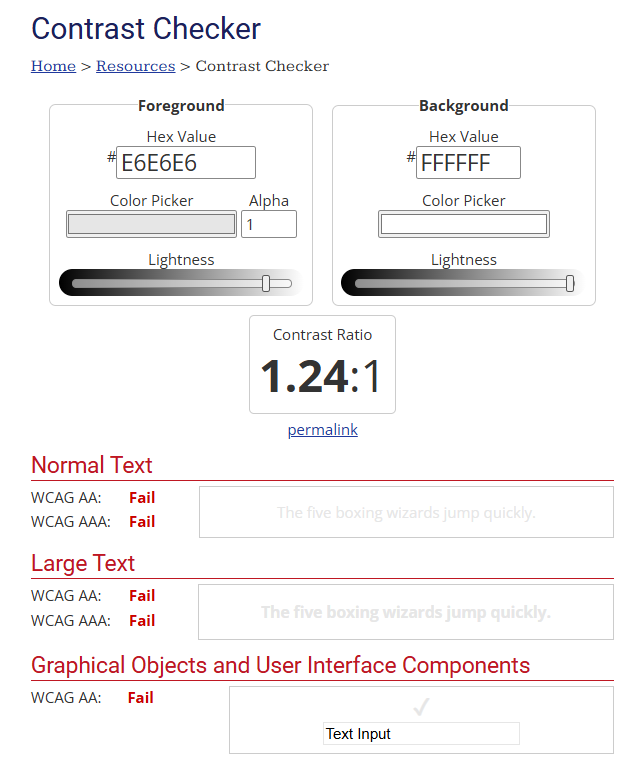 Contrast Checker
Home > Resources > Contrast Checker
Foreground
Hex Value
# E6E6E6
Color Picker Alpha
1
Lightness
Background
Hex Value
# FFFFFF
Color Picker
Lightness
Contrast Ratio
1.24:1
permalink
Normal Text
WCAG AA: Fail
WCAG AAA: Fail
The five boxing wizards jump quickly.
Large Text
WCAG AA: Fail
WCAG AAA: Fail
The five boxing wizards jump quickly.
Graphical Objects and User Interface Components
WCAG AA: Fail
✓
Text Input